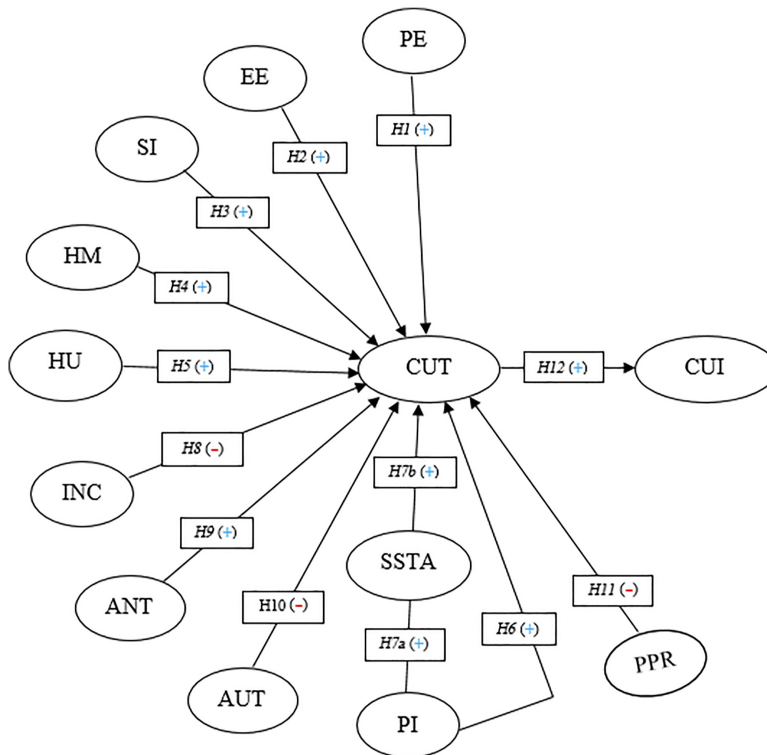 PE
EE
H1 (+)
SI
H2 (+)
H3 (+)
HM
H4 (+)
HU
H5 (+)
CUT
H12 (+)
CUI
H8 (–)
INC
H7b (+)
H9 (+)
SSTA
ANT
H10 (–)
H11 (–)
H7a (+)
H6 (+)
PPR
AUT
PI